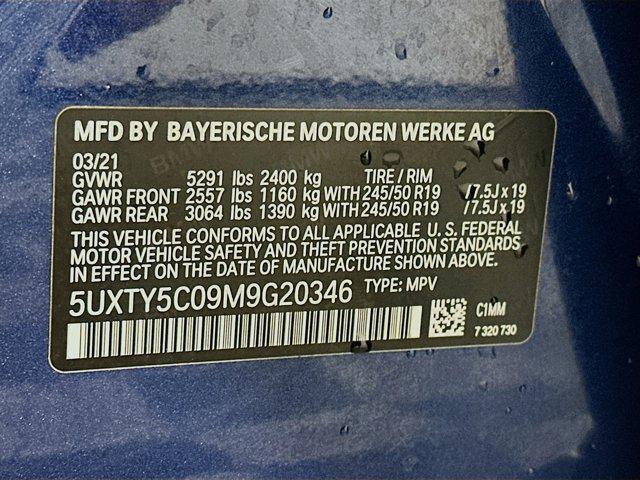 MFD BY BAYERISCHE MOTOREN WERKE AG
03/21
GVWR 5291 lbs 2400 kg TIRE / RIM
GAWR FRONT 2557 lbs 1160 kg WITH 245/50 R19 /7.5J x 19
GAWR REAR 3064 lbs 1390 kg WITH 245/50 R19 /7.5J x 19
THIS VEHICLE CONFORMS TO ALL APPLICABLE U. S. FEDERAL
MOTOR VEHICLE SAFETY AND THEFT PREVENTION STANDARDS
IN EFFECT ON THE DATE OF MANUFACTURE SHOWN ABOVE.
5UXTY5C09M9G20346 TYPE: MPV
C1MM
7 320 730